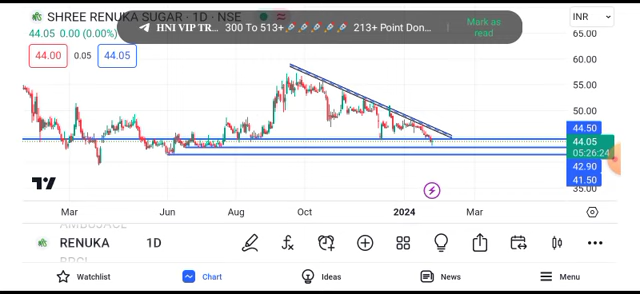 SHREE RENUKA SUGAR · 1D · NSE
HNI VIP TR... 300 To 513+🚀🚀🚀🚀🚀 213+ Point Don...
Mark as read
INR
44.05 0.00 (0.00%)
44.00 0.05 44.05
65.00
60.00
55.00
50.00
44.50
44.05
05:26:24
42.90
41.50
35.00
Mar Jun Aug Oct 2024 Mar
RENUKA 1D
Watchlist Chart Ideas News Menu